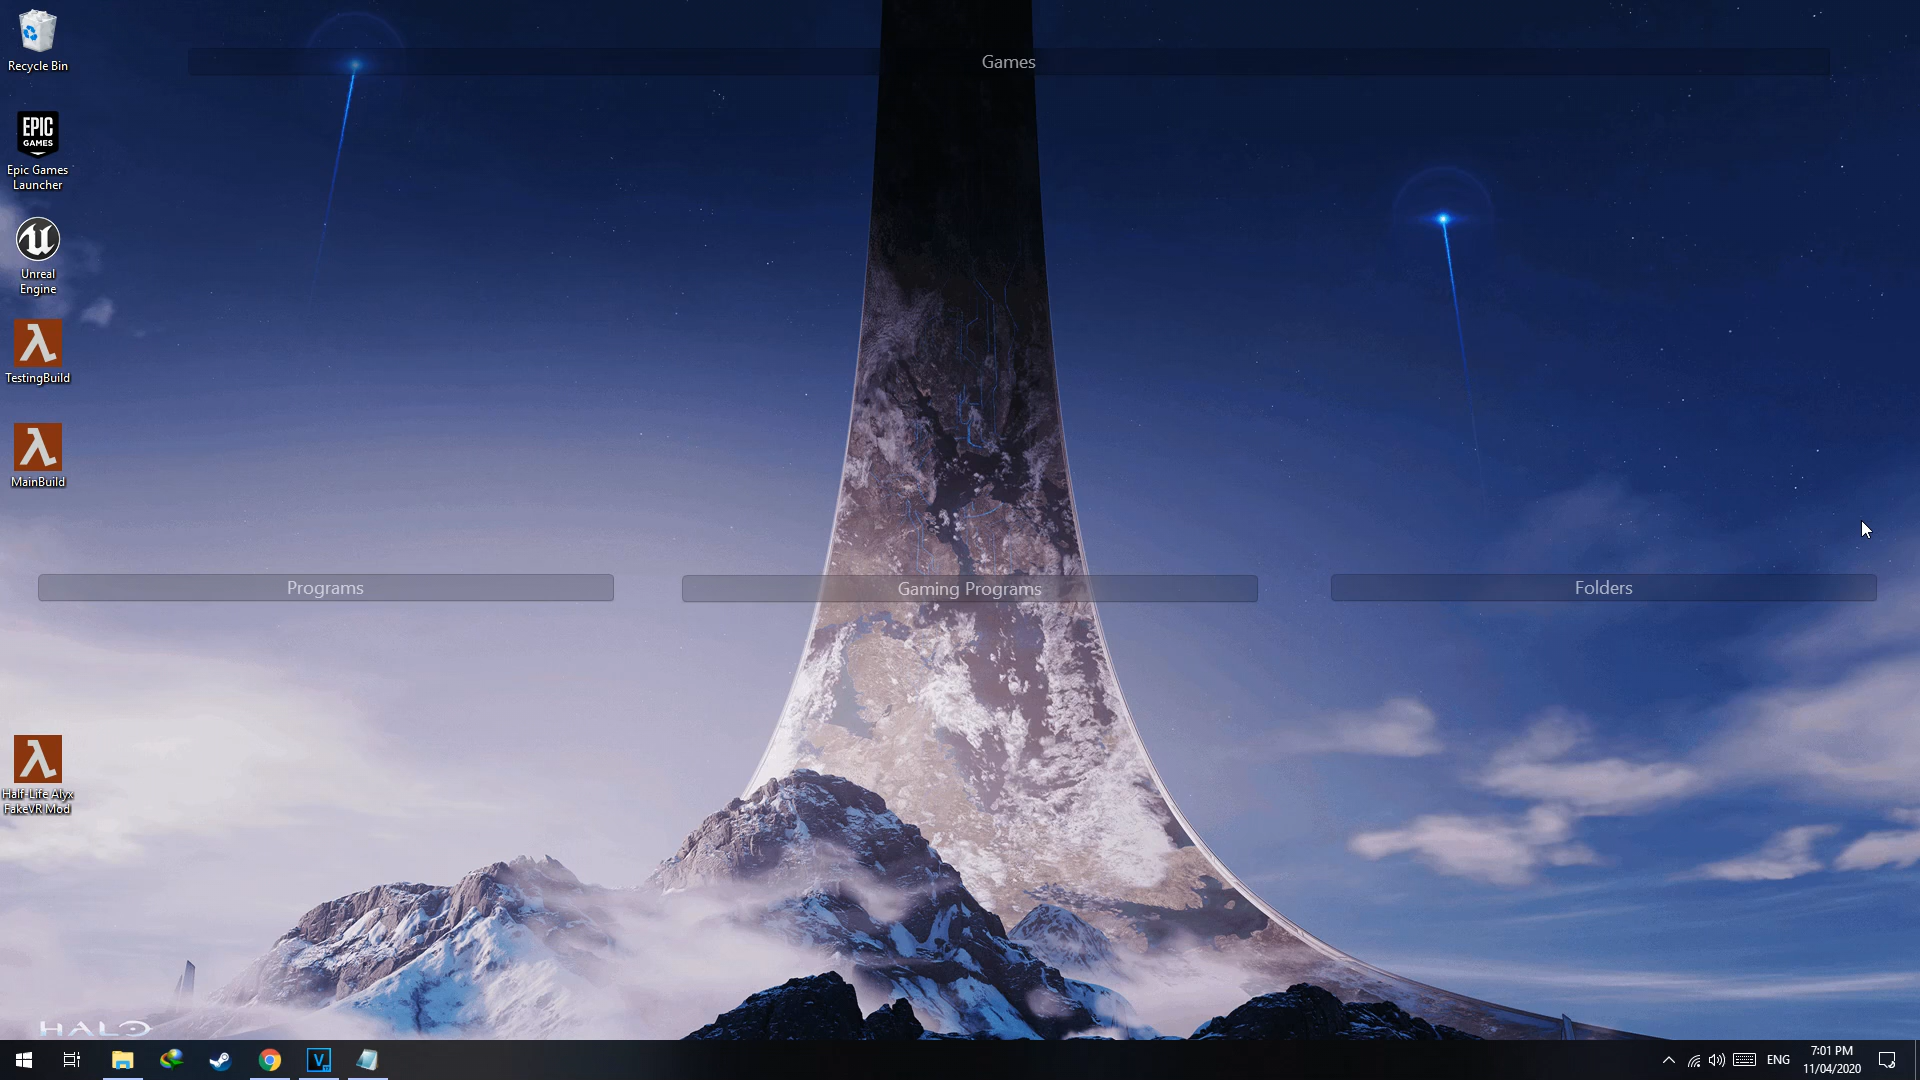 Recycle Bin
Games
EPIC
GAMES
Epic Games
Launcher
Unreal
Engine
TestingBuild
MainBuild
Programs
Gaming Programs
Folders
Half-Life Alyx
FakeVR Mod
HALO
V
ENG
7:01 PM
11/04/2020